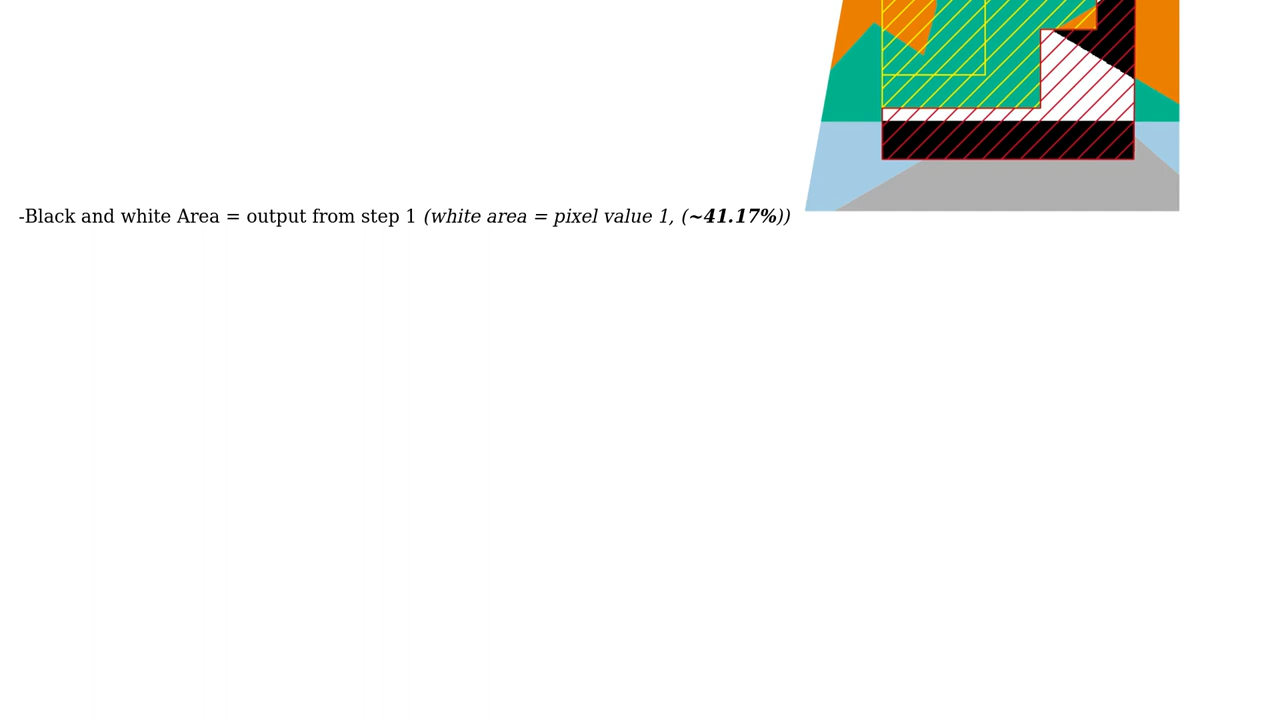 -Black and white Area = output from step 1 (white area = pixel value 1, (~41.17%))